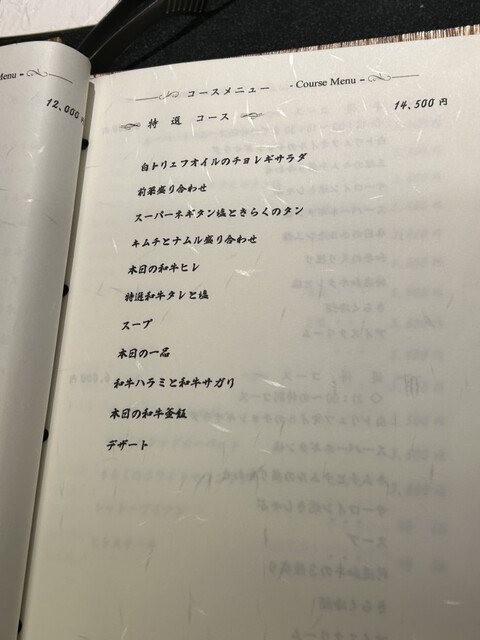 Menu -
12,000円
コースメニュー - Course Menu -
特 選 コース 14,500円
白トリュフオイルのチョレギサラダ
前菜盛り合わせ
スーパーネギタン塩ときらくのタン
キムチとナムル盛り合わせ
本日の和牛ヒレ
特選和牛タレと塩
スープ
本日の一品
和牛ハラミと和牛サガリ
本日の和牛釜飯
デザート